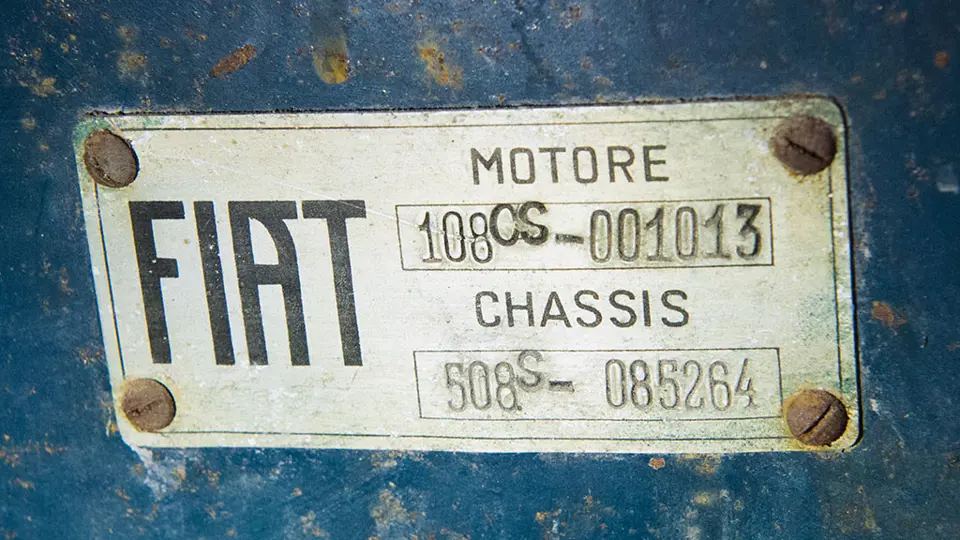 FIAT
MOTORE
108CS-001013
CHASSIS
508S- 085264